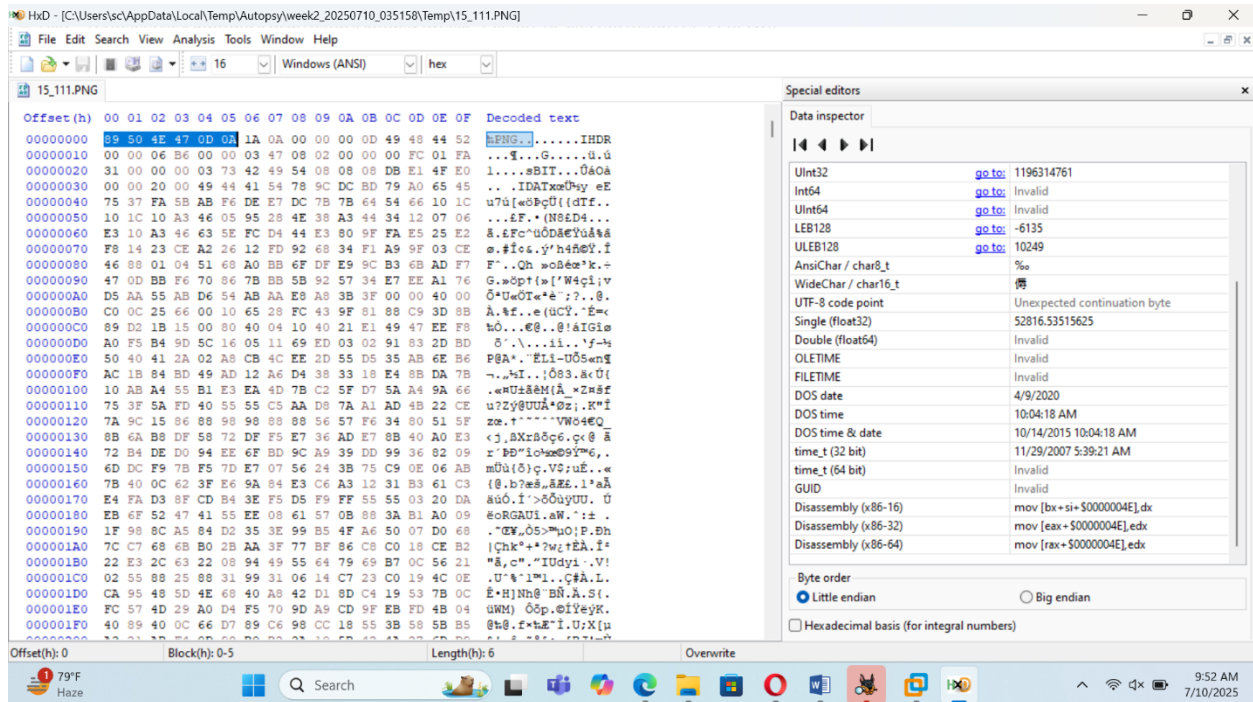 HxD - [C:\Users\sc\AppData\Local\Temp\Autopsy\week2_20250710_035158\Temp\15_111.PNG]
File Edit Search View Analysis Tools Window Help
16 Windows (ANSI) hex
15_111.PNG
Offset(h) 00 01 02 03 04 05 06 07 08 09 0A 0B 0C 0D 0E 0F Decoded text
00000000 89 50 4E 47 0D 0A 1A 0A 00 00 00 0D 49 48 44 52 ‰PNG........IHDR
00000010 00 00 06 B6 00 00 03 47 08 02 00 00 00 FC 01 FA ...¶...G.....ü.ú
00000020 31 00 00 00 03 73 42 49 54 08 08 08 DB E1 4F E0 1....sBIT...ÛáOà
00000030 00 00 20 00 49 44 41 54 78 9C DC BD 79 A0 65 45 .. .IDATxœÜ½y eE
00000040 75 37 FA 5B AB F6 DE E7 DC 7B 7B 64 54 66 10 1C
00000050 10 1C 10 A3 46 05 95 28 4E 38 A3 44 34 12 07 06
00000060 E3 10 A3 46 63 5E FC D4 44 E3 80 9F FA E5 25 E2
00000070 F8 14 23 CE A2 26 12 FD 92 68 34 F1 A9 9F 03 CE
00000080 46 88 01 04 51 68 A0 BB 6F DF E9 9C B3 6B AD F7
00000090 47 0D BB F6 70 86 7B BB 5B 92 57 34 E7 EE A1 76
000000A0 D5 AA 55 AB D6 54 AB AA E8 A8 3B 3F 00 00 40 00
000000B0 C0 0C 25 66 00 10 65 28 FC 43 9F 81 88 C9 3D 8B
000000C0 89 D2 1B 15 00 80 40 04 10 40 21 E1 49 47 EE F8
000000D0 A0 F5 B4 9D 5C 16 05 11 69 ED 03 02 91 83 2D BD
000000E0 50 40 41 2A 02 A8 CB 4C EE 2D 55 D5 35 AB 6E B6
000000F0 AC 1B 84 BD 49 AD 12 A6 D4 38 33 18 E4 8B DA 7B
00000100 10 AB A4 55 B1 E3 EA 4D 7B C2 5F D7 5A A4 9A 66
00000110 75 3F 5A FD 40 55 55 C5 AA D8 7A A1 AD 4B 22 CE
00000120 7A 9C 15 86 88 98 98 88 88 56 57 F6 34 80 51 5F
00000130 8B 6A B8 DF 58 72 DF F5 E7 36 AD E7 8B 40 A0 E3
00000140 72 B4 DE D0 94 EE 6F BD 9C A9 39 DD 99 36 82 09
00000150 6D DC F9 7B F5 7D E7 07 56 24 3B 75 C9 0E 06 AB
00000160 7B 40 0C 62 3F E6 9A 84 E3 C6 A3 12 31 B3 61 C3
00000170 E4 FA D3 8F CD B4 3E F5 D5 F9 FF 55 55 03 20 DA
00000180 EB 6F 52 47 41 55 EE 08 61 57 0B 88 3A B1 A0 09
00000190 1F 98 8C A5 84 D2 35 3E 99 B5 4F A6 50 07 D0 68
000001A0 7C C7 68 6B B0 2B AA 3F 77 BF 86 C8 C0 18 CE B2
000001B0 22 E3 2C 63 22 08 94 49 55 64 79 69 B7 0C 56 21
000001C0 02 55 88 25 88 31 99 31 06 14 C7 23 C0 19 4C 0E
000001D0 CA 95 48 5D 4E 68 40 A8 42 D1 8D C4 19 53 7B 0C
000001E0 FC 57 4D 29 A0 D4 F5 70 9D A9 CD 9F EB FD 4B 04
000001F0 40 89 40 0C 66 D7 89 C6 98 CC 18 55 3B 58 5B B5
Special editors
Data inspector
UInt32 go to: 1196314761
Int64 go to: Invalid
UInt64 go to: Invalid
LEB128 go to: -6135
ULEB128 go to: 10249
AnsiChar / char8_t ‰
WideChar / char16_t
UTF-8 code point Unexpected continuation byte
Single (float32) 52816.53515625
Double (float64) Invalid
OLETIME Invalid
FILETIME Invalid
DOS date 4/9/2020
DOS time 10:04:18 AM
DOS time & date 10/14/2015 10:04:18 AM
time_t (32 bit) 11/29/2007 5:39:21 AM
time_t (64 bit) Invalid
GUID Invalid
Disassembly (x86-16) mov [bx+si+$0000004E],dx
Disassembly (x86-32) mov [eax+$0000004E],edx
Disassembly (x86-64) mov [rax+$0000004E],edx
Byte order
Little endian Big endian
Hexadecimal basis (for integral numbers)
Offset(h): 0 Block(h): 0-5 Length(h): 6 Overwrite
1
79°F
Haze
Search
9:52 AM
7/10/2025